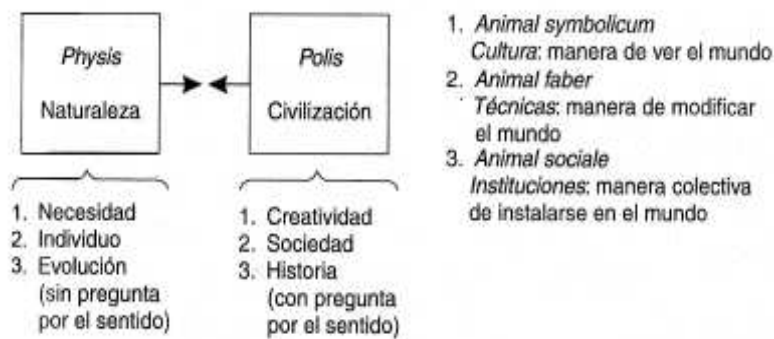 Physis
Naturaleza
Polis
Civilización
1. Necesidad
2. Individuo
3. Evolución
(sin pregunta
por el sentido)
1. Creatividad
2. Sociedad
3. Historia
(con pregunta
por el sentido)
1. Animal symbolicum
Cultura: manera de ver el mundo
2. Animal faber
Técnicas: manera de modificar
el mundo
3. Animal sociale
Instituciones: manera colectiva
de instalarse en el mundo